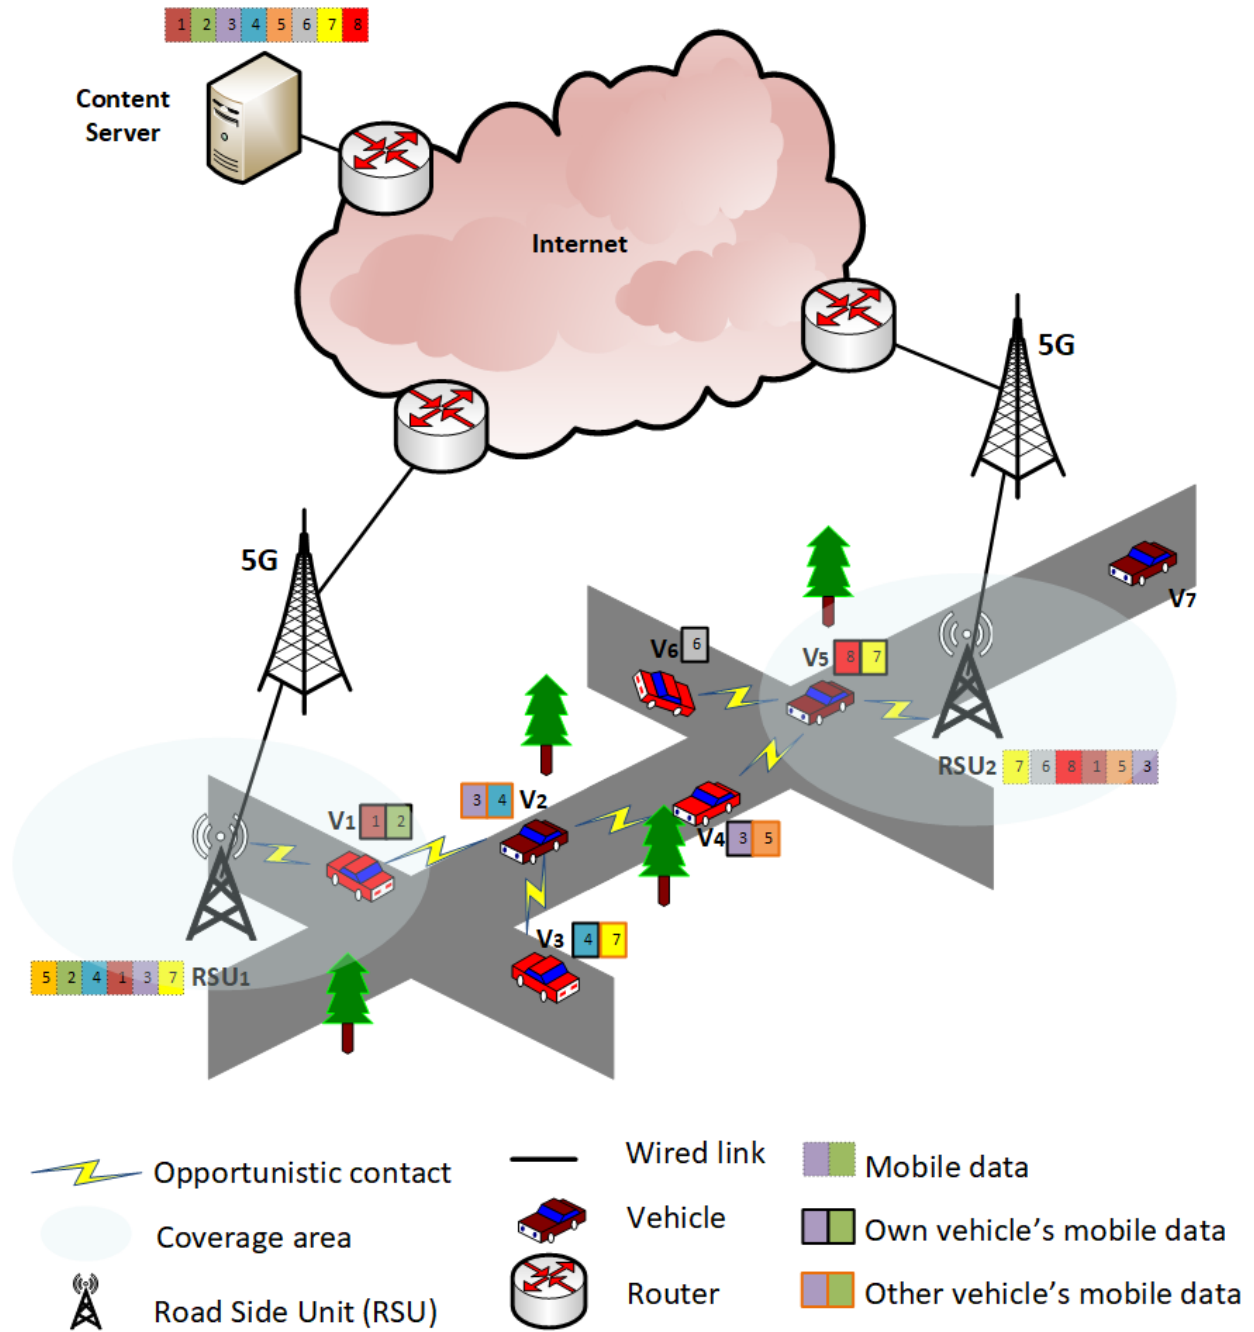 1 2 3 4 5 6 7 8
Content
Server
Internet
5G
5G
V7
V6 6
V5 8 7
RSU2 7 6 8 1 5 3
3 4 V2
V1 1 2
V4 3 5
V3 4 7
5 2 4 1 3 7 RSU1
Opportunistic contact
Wired link
Mobile data
Coverage area
Vehicle
Own vehicle's mobile data
Road Side Unit (RSU)
Router
Other vehicle's mobile data